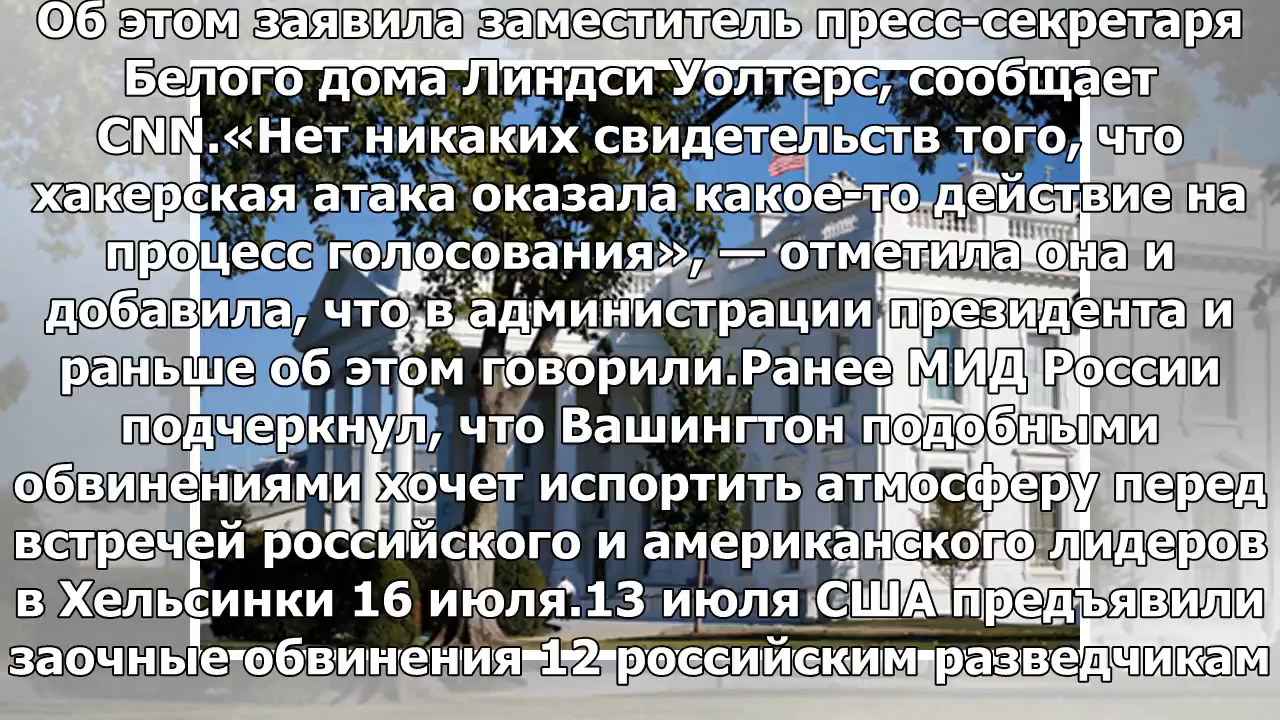 Об этом заявила заместитель пресс-секретаря
Белого дома Линдси Уолтерс, сообщает
CNN.«Нет никаких свидетельств того, что
хакерская атака оказала какое-то действие на
процесс голосования», — отметила она и
добавила, что в администрации президента и
раньше об этом говорили.Ранее МИД России
подчеркнул, что Вашингтон подобными
обвинениями хочет испортить атмосферу перед
встречей российского и американского лидеров
в Хельсинки 16 июля.13 июля США предъявили
заочные обвинения 12 российским разведчикам